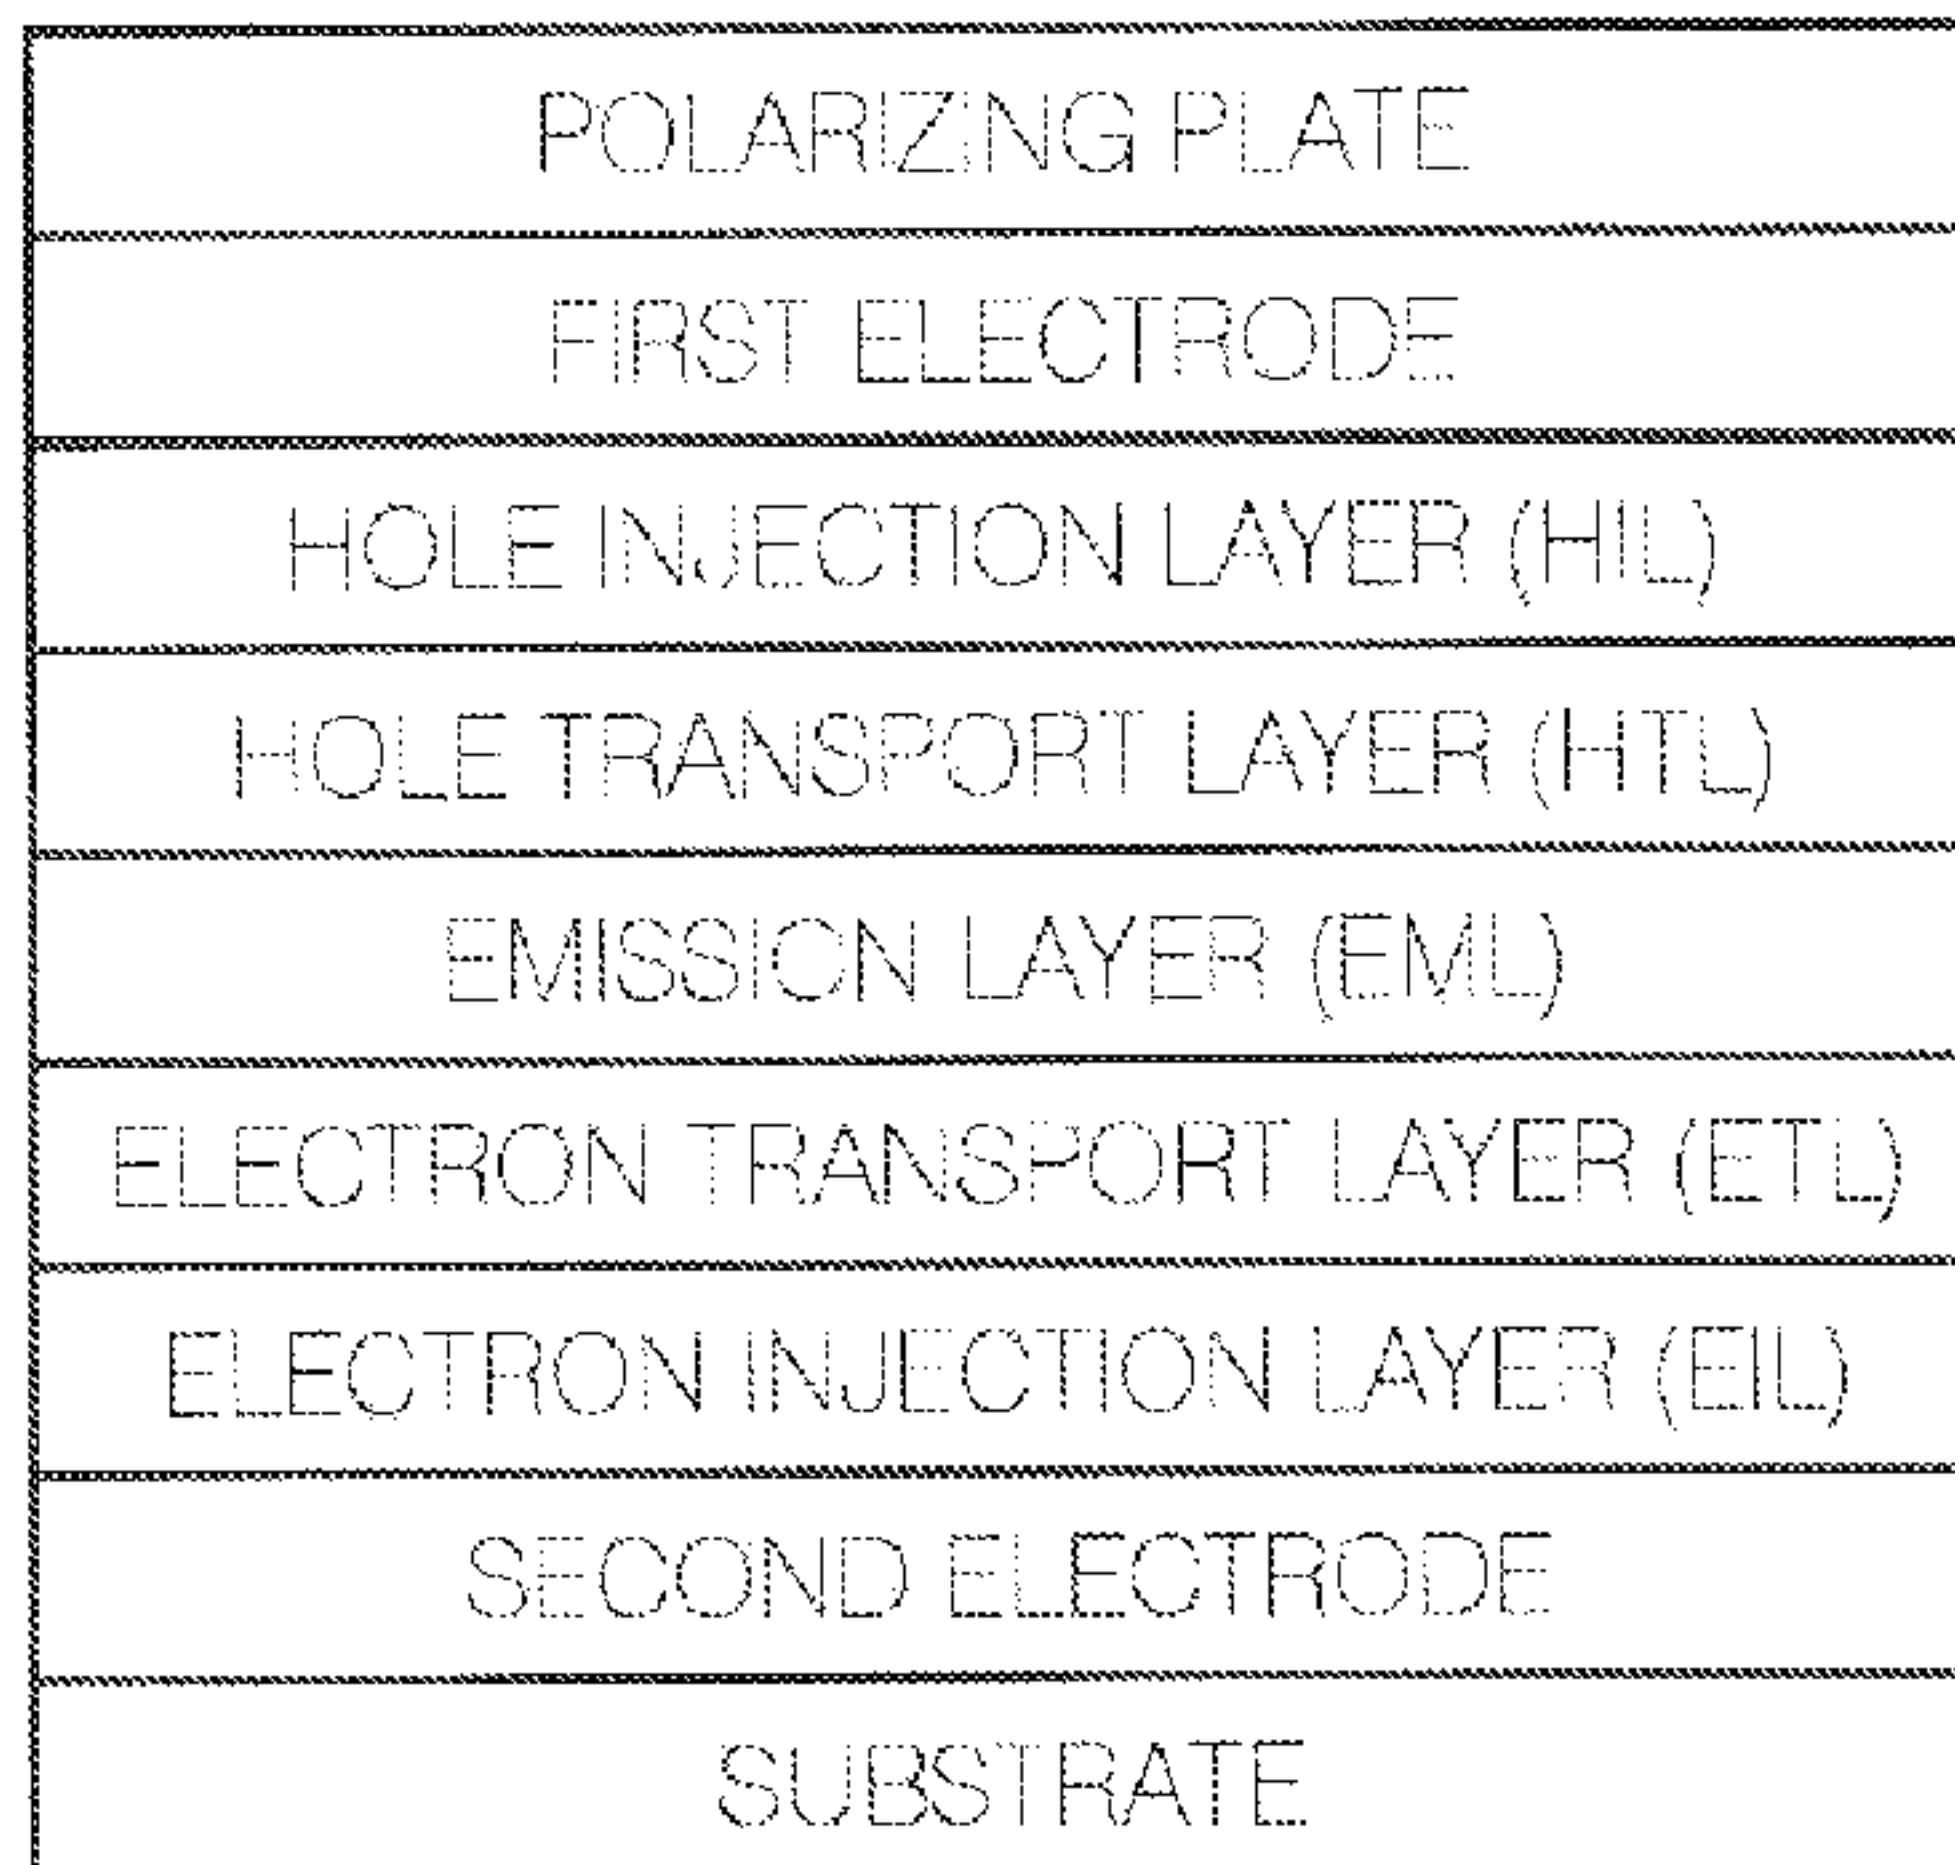 POLARIZING PLATE
FIRST ELECTRODE
HOLE INJECTION LAYER (HIL)
HOLE TRANSPORT LAYER (HTL)
EMISSION LAYER (EML)
ELECTRON TRANSPORT LAYER (ETL)
ELECTRON INJECTION LAYER (EIL)
SECOND ELECTRODE
SUBSTRATE